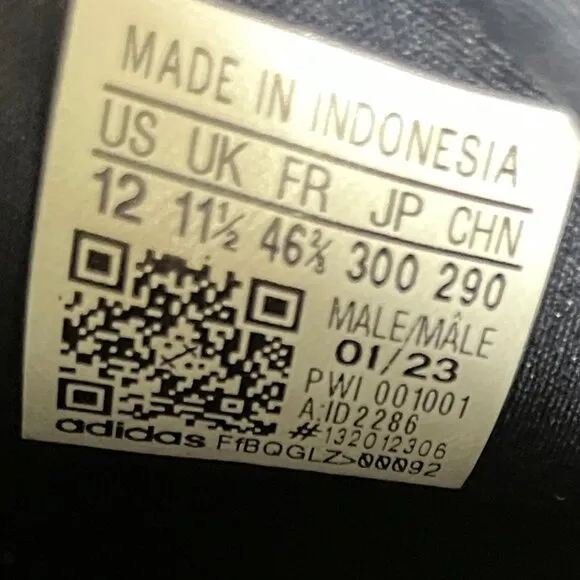 MADE IN INDONESIA
US UK FR JP CHN
12 11½ 46⅔ 300 290
MALE/MÂLE
01/23
PWI 001001
A:ID2286
#132012306
adidas FfBQGLZ>00092